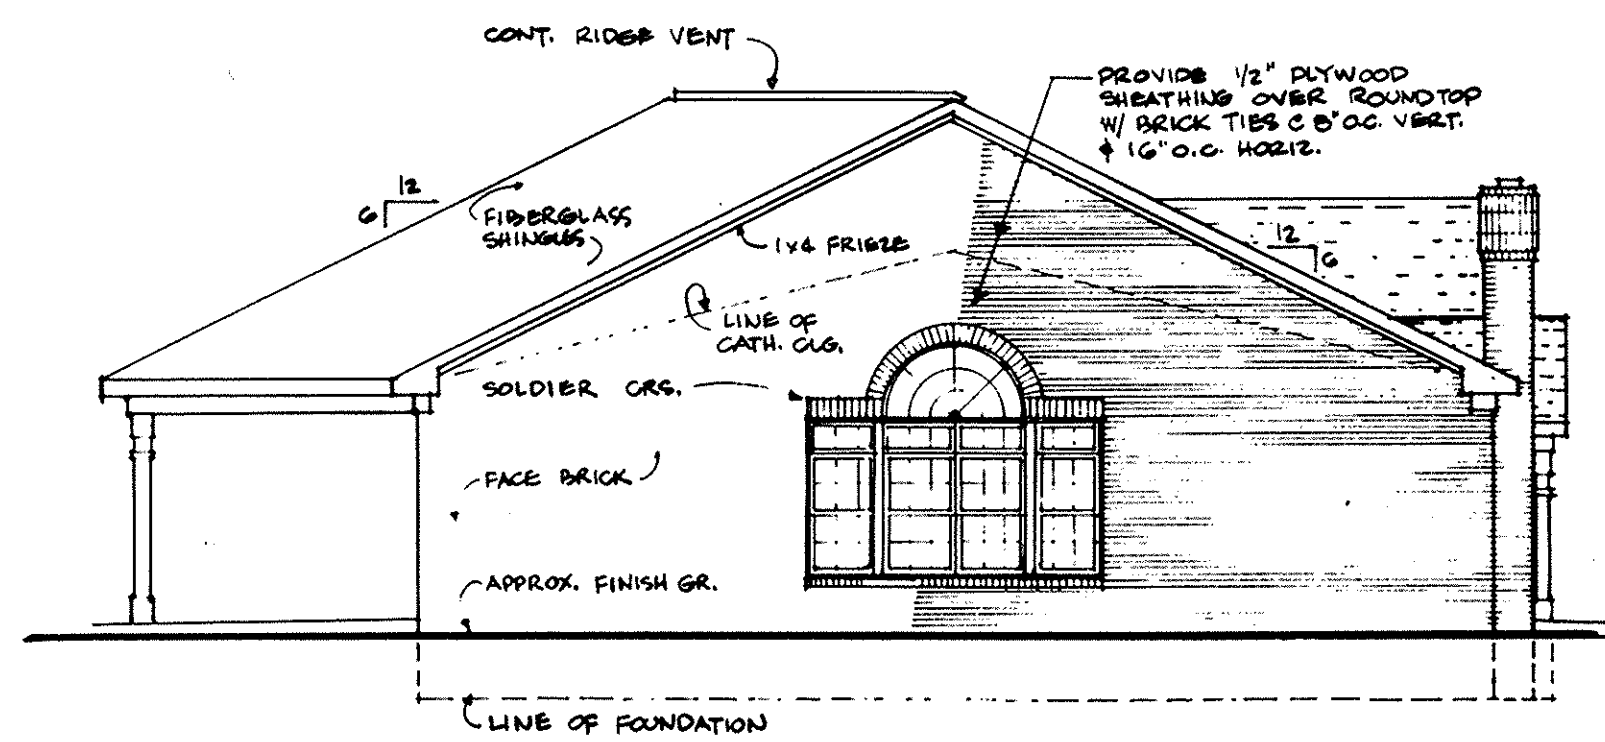 CONT. RIDGE VENT
PROVIDE 1/2" PLYWOOD
SHEATHING OVER ROUNDTOP
W/ BRICK TIES @ 8" O.C. VERT.
& 16" O.C. HORIZ.
12
6
FIBERGLASS
SHINGLES
1x4 FRIEZE
12
6
LINE OF
CATH. CLG.
SOLDIER CRS.
FACE BRICK
APPROX. FINISH GR.
LINE OF FOUNDATION